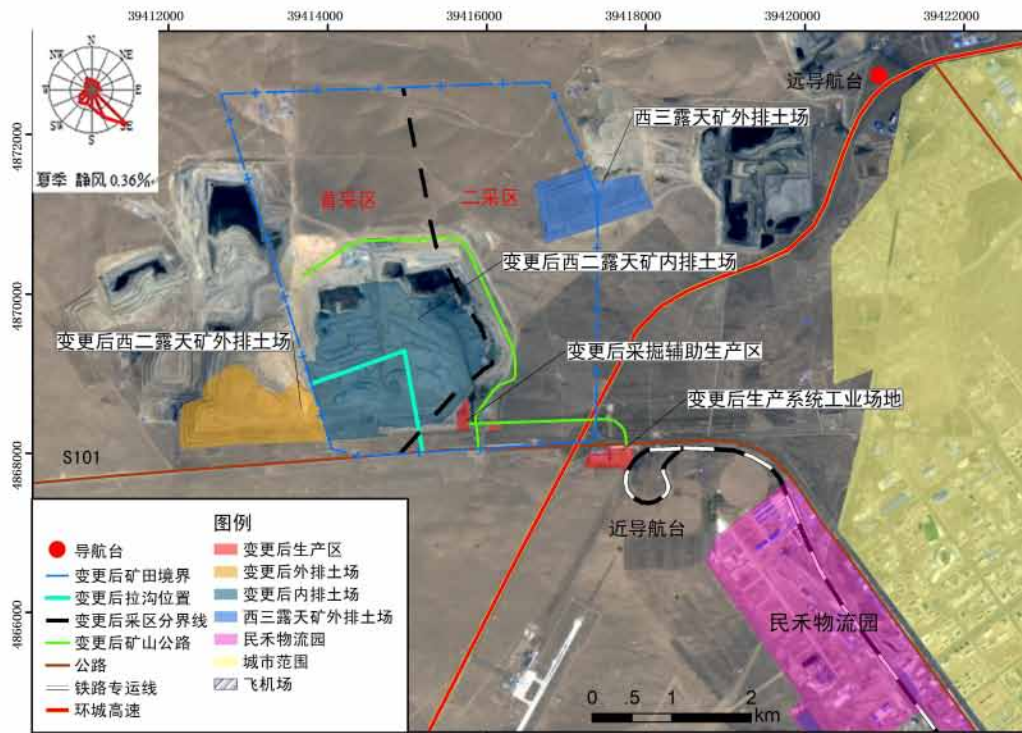 39412000 39414000 39416000 39418000 39420000 39422000
4872000
4870000
4868000
4866000
N
NW
NE
SW
SE
S
夏季 静风 0.36%
远导航台
西三露天矿外排土场
首采区
二采区
变更后西二露天矿内排土场
变更后西二露天矿外排土场
变更后采掘辅助生产区
变更后生产系统工业场地
S101
近导航台
民禾物流园
图例
导航台
变更后矿田境界
变更后拉沟位置
变更后采区分界线
变更后矿山公路
公路
铁路专运线
环城高速
变更后生产区
变更后外排土场
变更后内排土场
西三露天矿外排土场
民禾物流园
城市范围
飞机场
0 .5 1 2
km